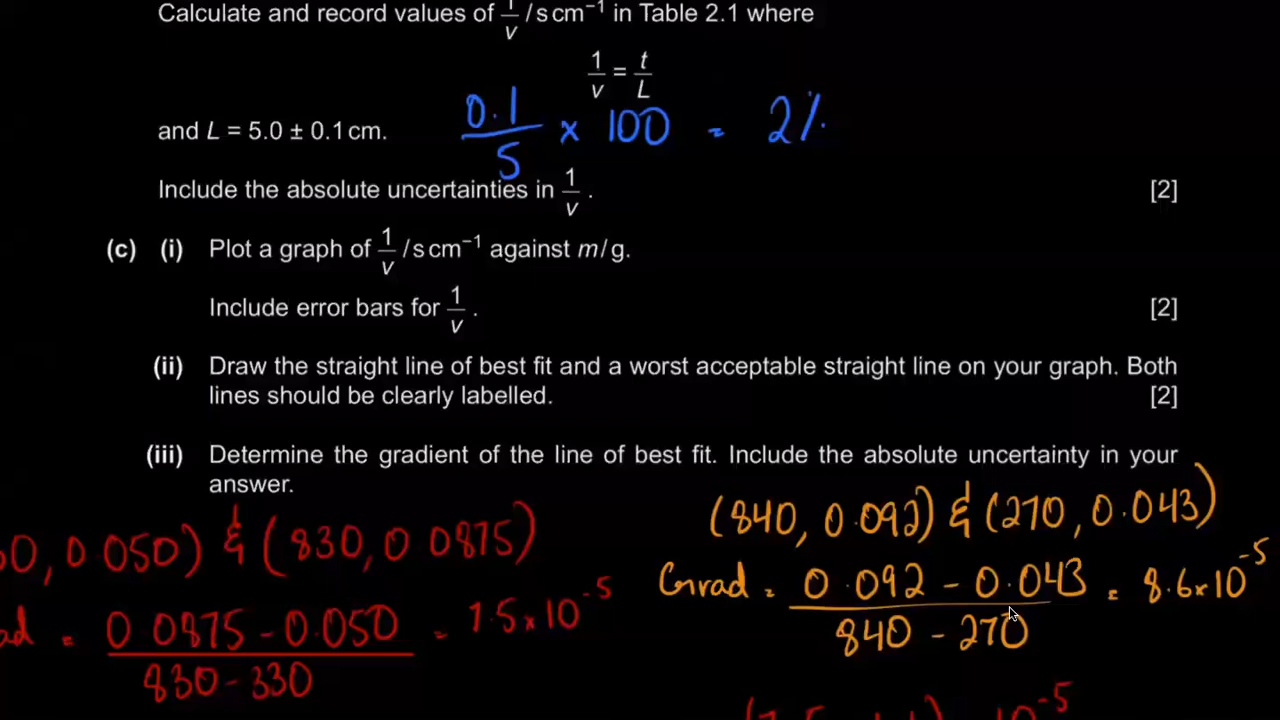 Calculate and record values of 1/v / s cm⁻¹ in Table 2.1 where
1/v = t/L
and L = 5.0 ± 0.1 cm.
0.1/5 × 100 = 2%
Include the absolute uncertainties in 1/v . [2]
(c) (i) Plot a graph of 1/v / s cm⁻¹ against m/g.
Include error bars for 1/v . [2]
(ii) Draw the straight line of best fit and a worst acceptable straight line on your graph. Both
lines should be clearly labelled. [2]
(iii) Determine the gradient of the line of best fit. Include the absolute uncertainty in your
answer.
0, 0.050) & (830, 0.0875)
ad = 0.0875 - 0.050 / 830 - 330 = 7.5 × 10⁻⁵
(840, 0.092) & (270, 0.043)
Grad = 0.092 - 0.043 / 840 - 270 = 8.6 × 10⁻⁵